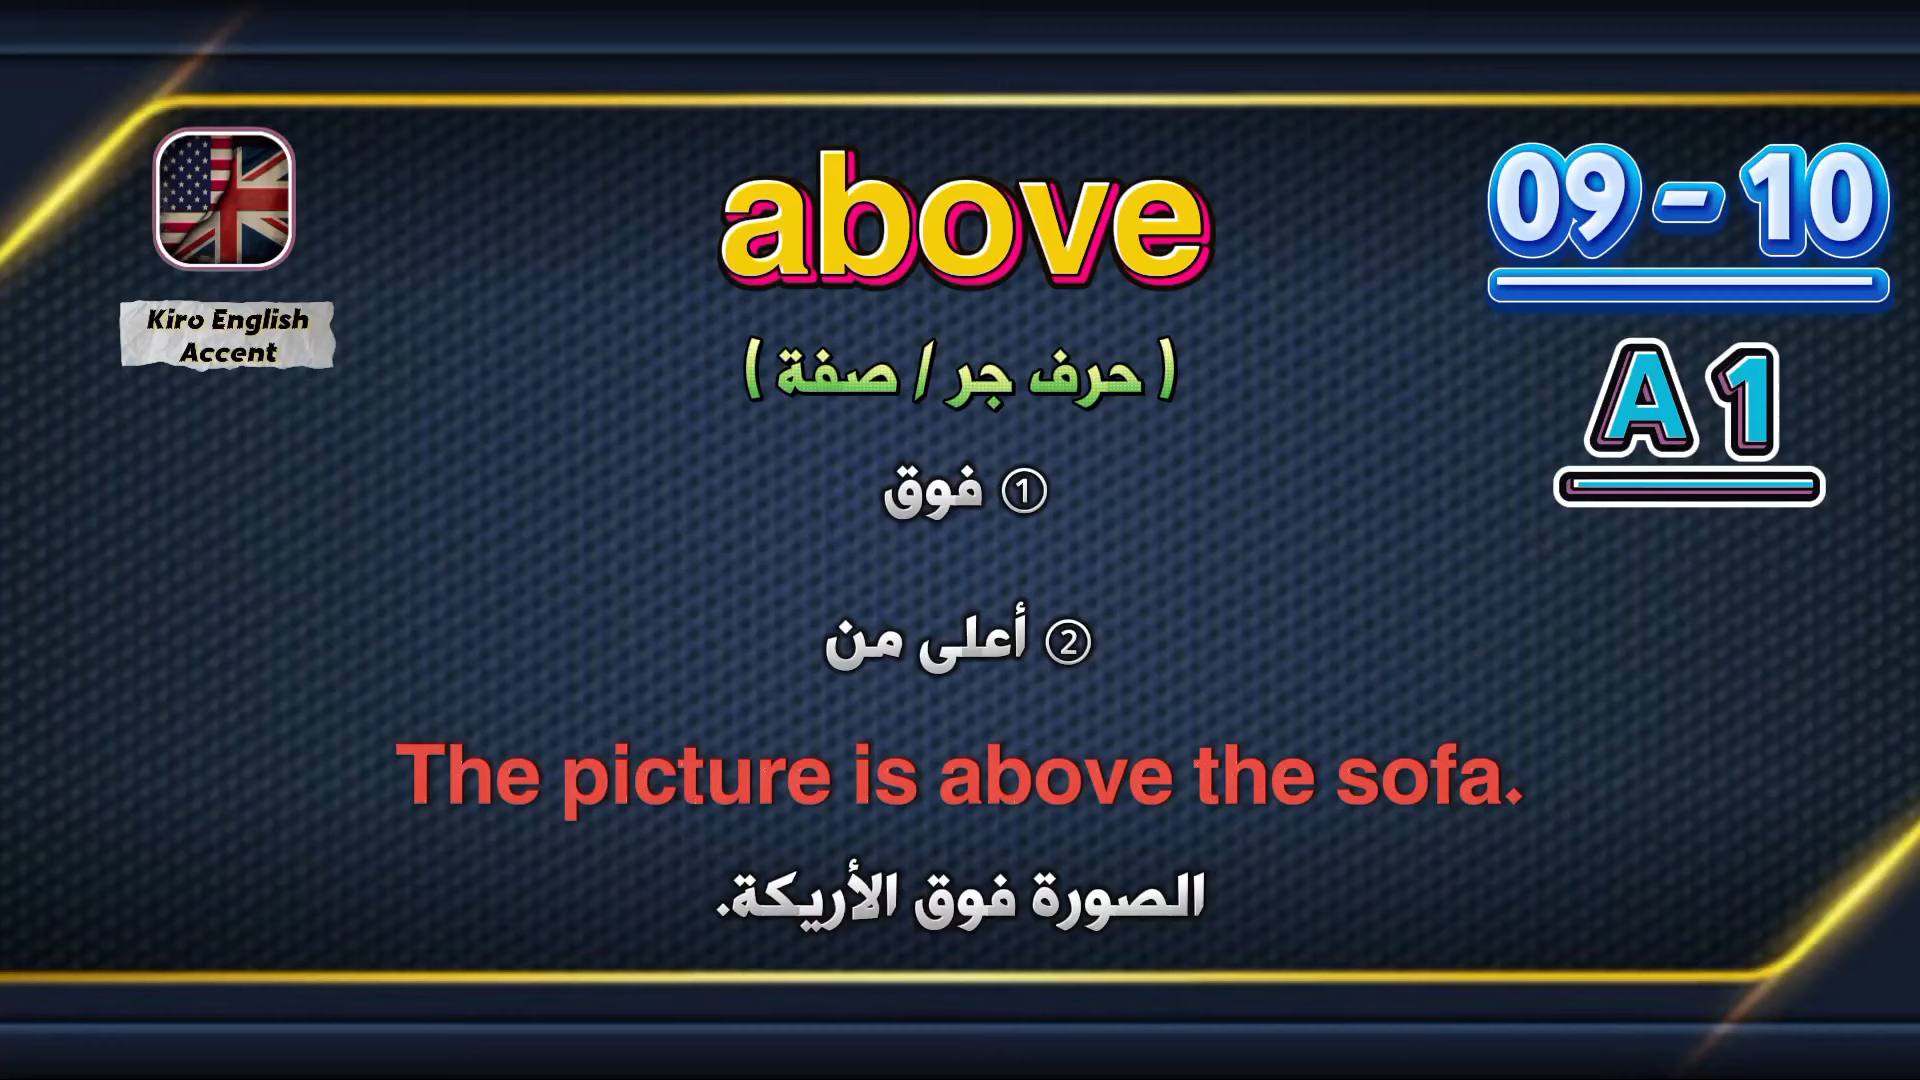 above
09 - 10
Kiro English
Accent
( حرف جر / صفة )
A1
① فوق
② أعلى من
The picture is above the sofa.
الصورة فوق الأريكة.